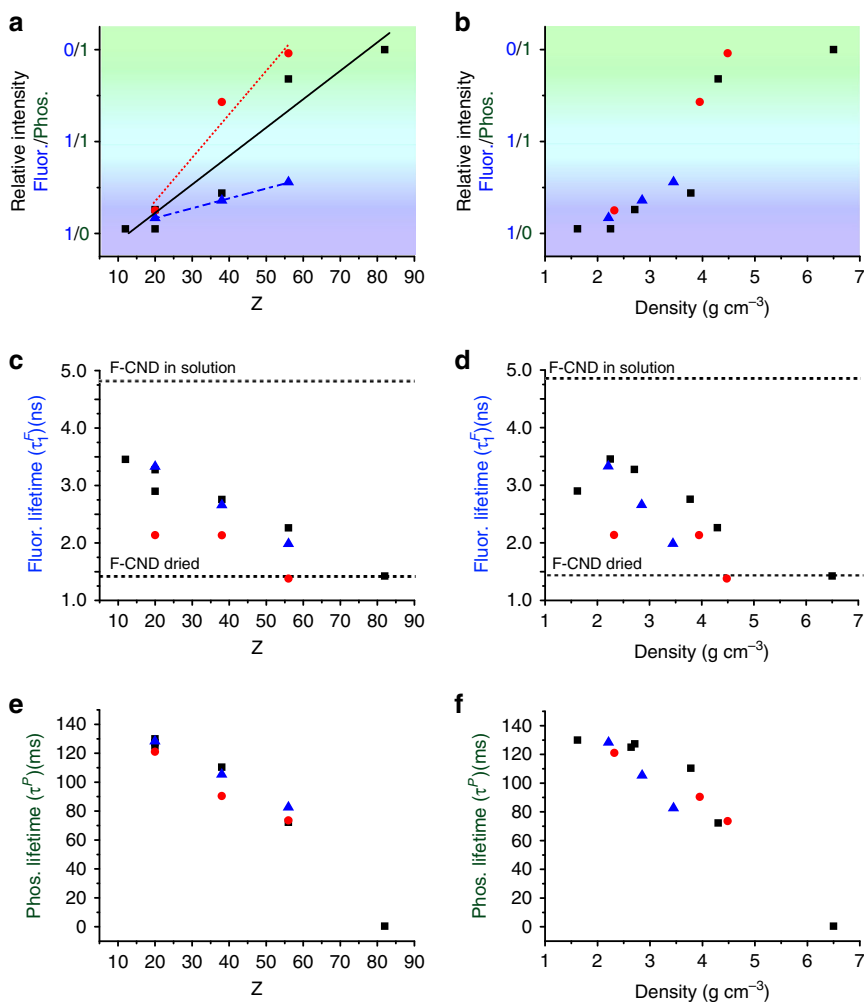 a
Relative intensity
Fluor./Phos.
0/1
1/1
1/0
10 20 30 40 50 60 70 80 90
Z
b
Relative intensity
Fluor./Phos.
0/1
1/1
1/0
1 2 3 4 5 6 7
Density (g cm⁻³)
c
Fluor. lifetime (τ₁ᶠ)(ns)
5.0
4.0
3.0
2.0
1.0
F-CND in solution
F-CND dried
10 20 30 40 50 60 70 80 90
Z
d
Fluor. lifetime (τ₁ᶠ)(ns)
5.0
4.0
3.0
2.0
1.0
F-CND in solution
F-CND dried
1 2 3 4 5 6 7
Density (g cm⁻³)
e
Phos. lifetime (τᴾ)(ms)
140
120
100
80
60
40
20
0
10 20 30 40 50 60 70 80 90
Z
f
Phos. lifetime (τᴾ)(ms)
140
120
100
80
60
40
20
0
1 2 3 4 5 6 7
Density (g cm⁻³)